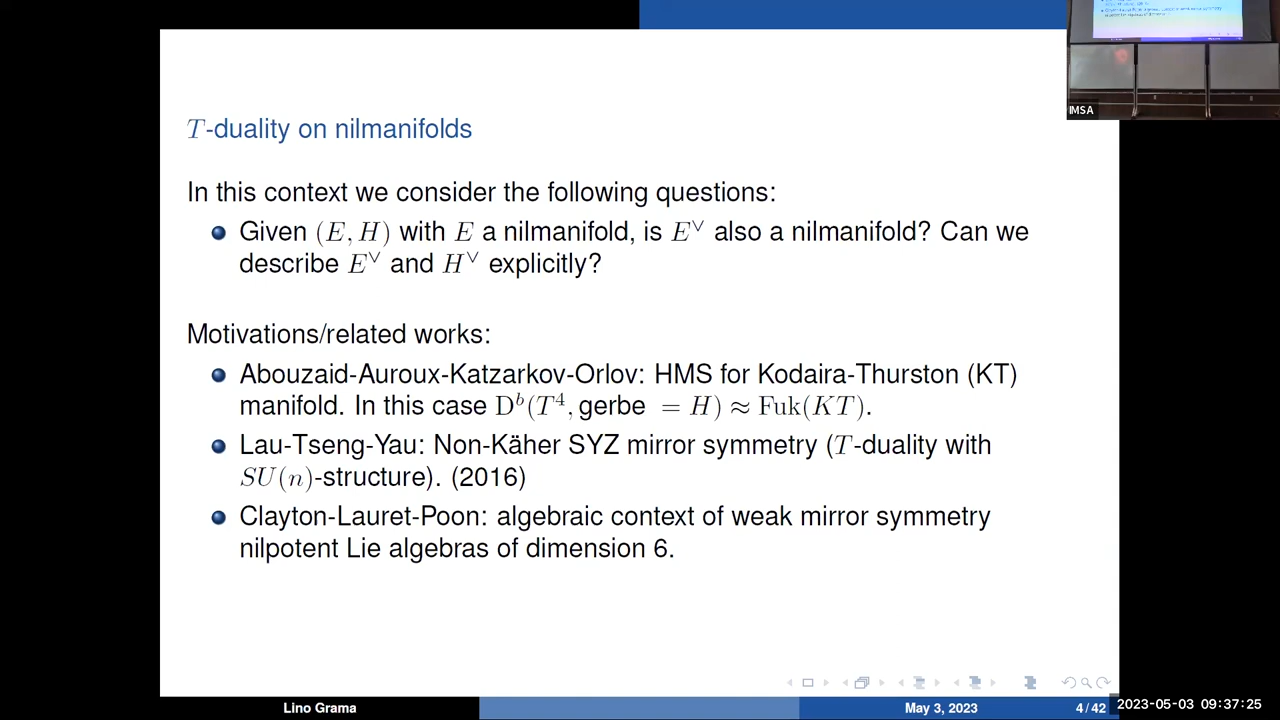 T-duality on nilmanifolds
In this context we consider the following questions:
Given (E, H) with E a nilmanifold, is E^∨ also a nilmanifold? Can we
describe E^∨ and H^∨ explicitly?
Motivations/related works:
Abouzaid-Auroux-Katzarkov-Orlov: HMS for Kodaira-Thurston (KT)
manifold. In this case D^b(T^4, gerbe = H) ≈ Fuk(KT).
Lau-Tseng-Yau: Non-Käher SYZ mirror symmetry (T-duality with
SU(n)-structure). (2016)
Clayton-Lauret-Poon: algebraic context of weak mirror symmetry
nilpotent Lie algebras of dimension 6.
Lino Grama
May 3, 2023
4 / 42
IMSA
2023-05-03 09:37:25